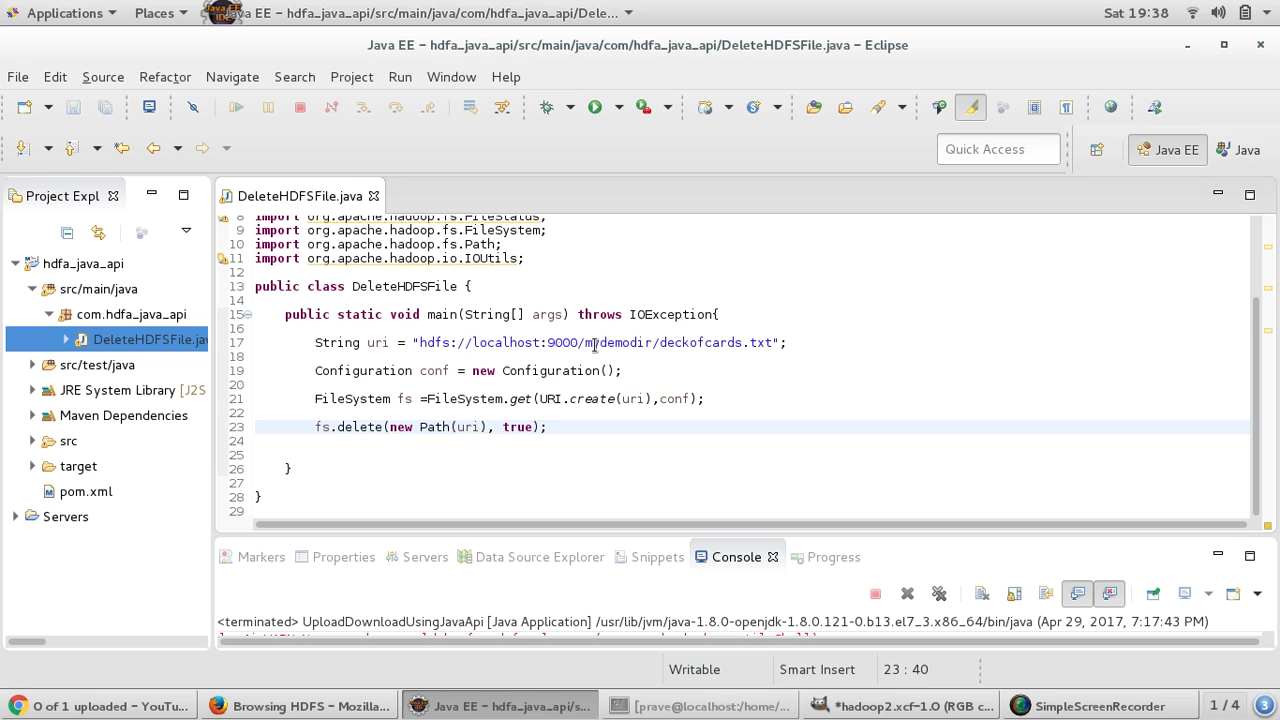 Applications Places Java EE - hdfa_java_api/src/main/java/com/hdfa_java_api/Dele... Sat 19:38
Java EE - hdfa_java_api/src/main/java/com/hdfa_java_api/DeleteHDFSFile.java - Eclipse
File Edit Source Refactor Navigate Search Project Run Window Help
Quick Access Java EE Java
Project Expl DeleteHDFSFile.java
hdfa_java_api
src/main/java
com.hdfa_java_api
DeleteHDFSFile.jav
src/test/java
JRE System Library [J2S
Maven Dependencies
src
target
pom.xml
Servers
8 import org.apache.hadoop.fs.FileStatus;
9 import org.apache.hadoop.fs.FileSystem;
10 import org.apache.hadoop.fs.Path;
11 import org.apache.hadoop.io.IOUtils;
12
13 public class DeleteHDFSFile {
14
15 public static void main(String[] args) throws IOException{
16
17 String uri = "hdfs://localhost:9000/mydemodir/deckofcards.txt";
18
19 Configuration conf = new Configuration();
20
21 FileSystem fs =FileSystem.get(URI.create(uri),conf);
22
23 fs.delete(new Path(uri), true);
24
25
26 }
27
28 }
29
Markers Properties Servers Data Source Explorer Snippets Console Progress
<terminated> UploadDownloadUsingJavaApi [Java Application] /usr/lib/jvm/java-1.8.0-openjdk-1.8.0.121-0.b13.el7_3.x86_64/bin/java (Apr 29, 2017, 7:17:43 PM)
Writable Smart Insert 23 : 40
0 of 1 uploaded - YouTu... Browsing HDFS - Mozilla... Java EE - hdfa_java_api/s... [prave@localhost:/home/... *hadoop2.xcf-1.0 (RGB c... SimpleScreenRecorder 1 / 4 3